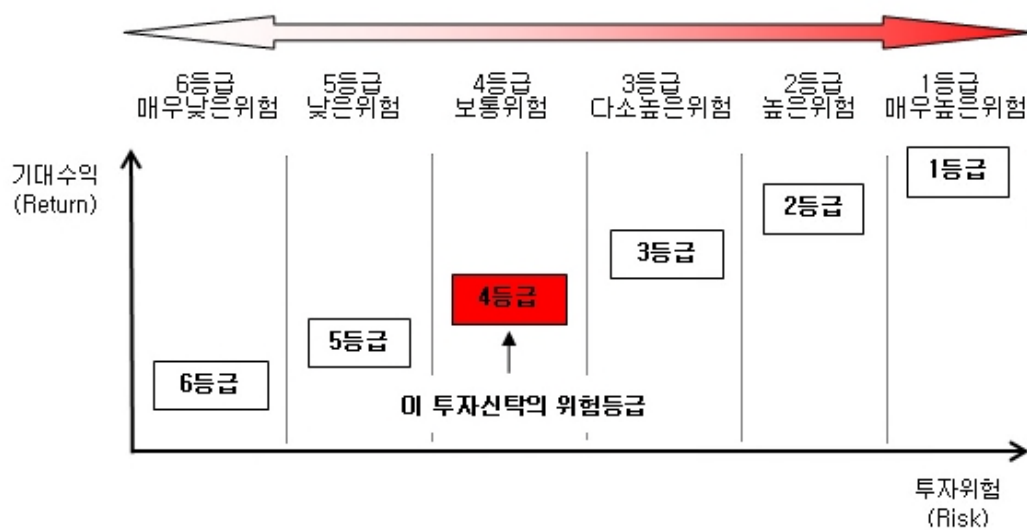 6등급
매우낮은위험
5등급
낮은위험
4등급
보통위험
3등급
다소높은위험
2등급
높은위험
1등급
매우높은위험
기대수익
(Return)
1등급
2등급
3등급
4등급
5등급
6등급
이 투자신탁의 위험등급
투자위험
(Risk)